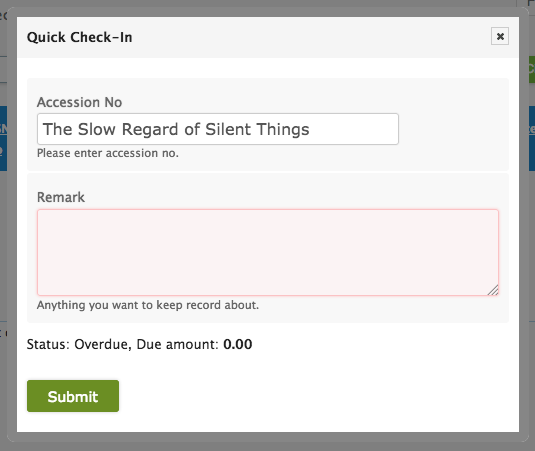 Quick Check-In
Accession No
The Slow Regard of Silent Things
Please enter accession no.
Remark
Anything you want to keep record about.
Status: Overdue, Due amount: 0.00
Submit